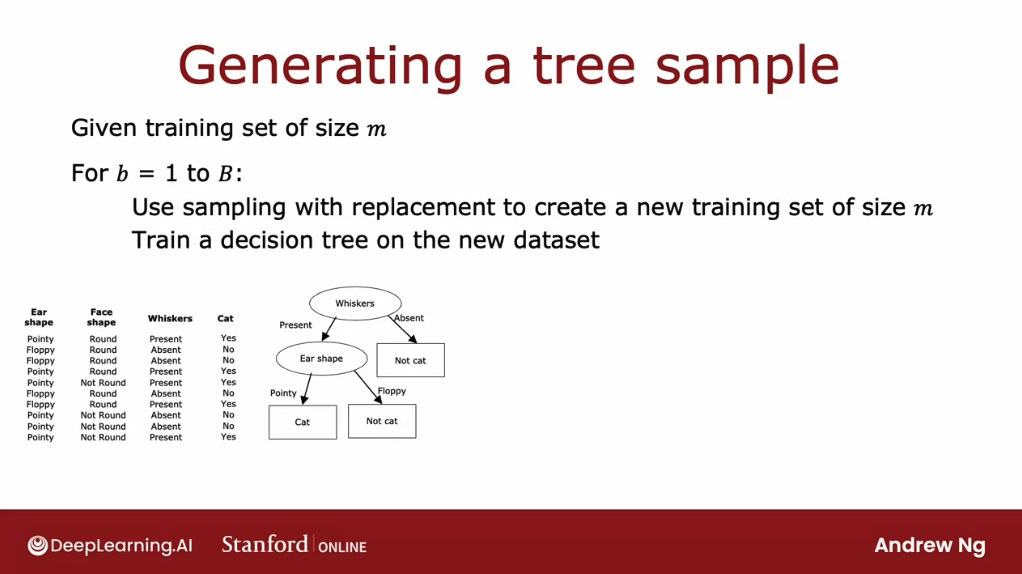 Generating a tree sample
Given training set of size m
For b = 1 to B:
Use sampling with replacement to create a new training set of size m
Train a decision tree on the new dataset
Ear shape Face shape Whiskers Cat
Pointy Round Present Yes
Floppy Round Absent No
Floppy Round Absent No
Pointy Round Present Yes
Pointy Not Round Present Yes
Floppy Round Absent No
Floppy Round Present Yes
Pointy Not Round Absent No
Pointy Not Round Absent No
Pointy Not Round Present Yes
Whiskers
Present Absent
Ear shape Not cat
Pointy Floppy
Cat Not cat
DeepLearning.AI Stanford ONLINE Andrew Ng